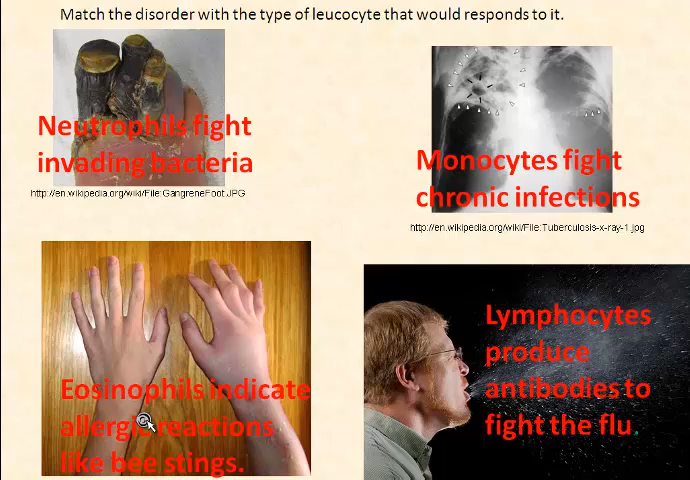 Match the disorder with the type of leucocyte that would responds to it.
Neutrophils fight
invading bacteria
http://en.wikipedia.org/wiki/File:GangreneFoot.JPG
Monocytes fight
chronic infections
http://en.wikipedia.org/wiki/File:Tuberculosis-x-ray-1.jpg
Eosinophils indicate
allergic reactions
like bee stings.
Lymphocytes
produce
antibodies to
fight the flu.